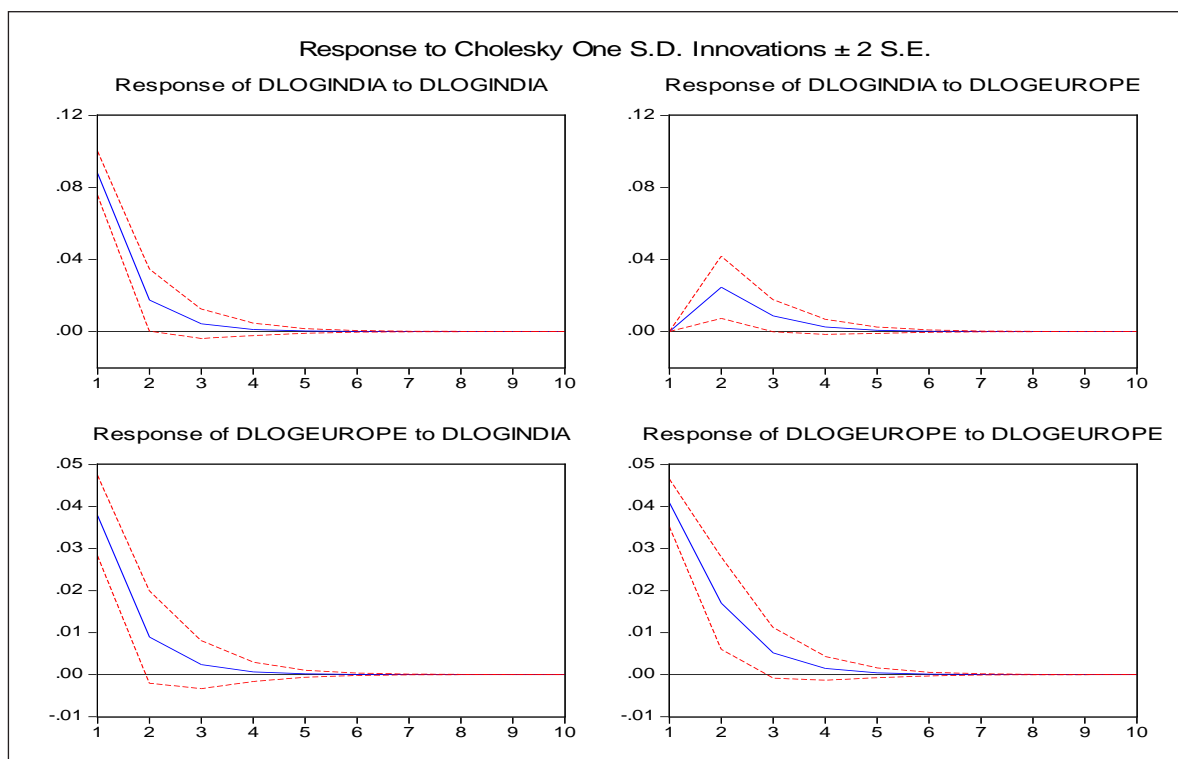 Response to Cholesky One S.D. Innovations ± 2 S.E.
Response of DLOGINDIA to DLOGINDIA
.12
.08
.04
.00
1 2 3 4 5 6 7 8 9 10
Response of DLOGINDIA to DLOGEUROPE
.12
.08
.04
.00
1 2 3 4 5 6 7 8 9 10
Response of DLOGEUROPE to DLOGINDIA
.05
.04
.03
.02
.01
.00
-.01
1 2 3 4 5 6 7 8 9 10
Response of DLOGEUROPE to DLOGEUROPE
.05
.04
.03
.02
.01
.00
-.01
1 2 3 4 5 6 7 8 9 10